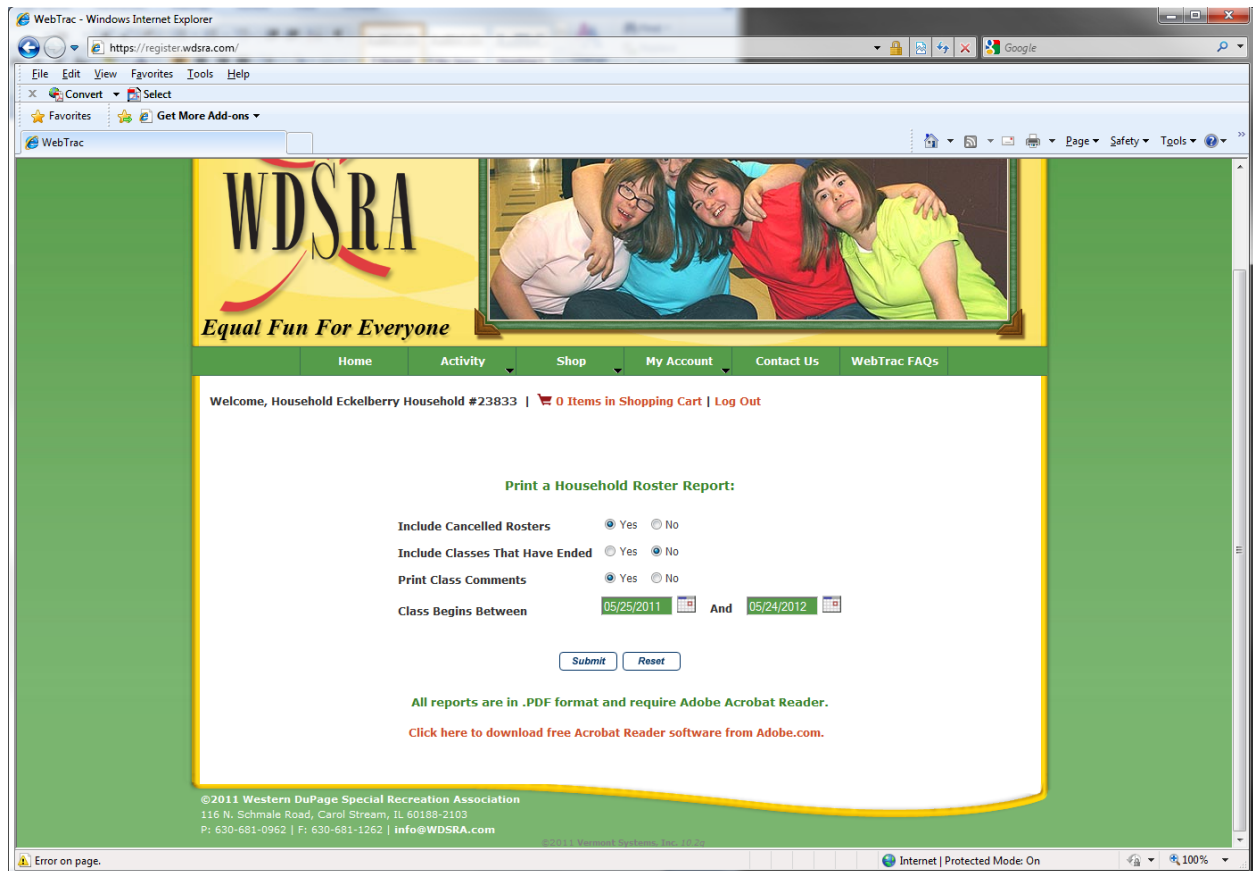 WebTrac - Windows Internet Explorer
https://register.wdsra.com/
Google
File Edit View Favorites Tools Help
X Convert Select
Favorites Get More Add-ons
WebTrac
Page Safety Tools
WDSRA
Equal Fun For Everyone
Home Activity Shop My Account Contact Us WebTrac FAQs
Welcome, Household Eckelberry Household #23833 | 0 Items in Shopping Cart | Log Out
Print a Household Roster Report:
Include Cancelled Rosters Yes No
Include Classes That Have Ended Yes No
Print Class Comments Yes No
Class Begins Between 05/25/2011 And 05/24/2012
Submit Reset
All reports are in .PDF format and require Adobe Acrobat Reader.
Click here to download free Acrobat Reader software from Adobe.com.
©2011 Western DuPage Special Recreation Association
116 N. Schmale Road, Carol Stream, IL 60188-2103
P: 630-681-0962 | F: 630-681-1262 | info@WDSRA.com
©2011 Vermont Systems, Inc. 10.2g
Error on page.
Internet | Protected Mode: On
100%